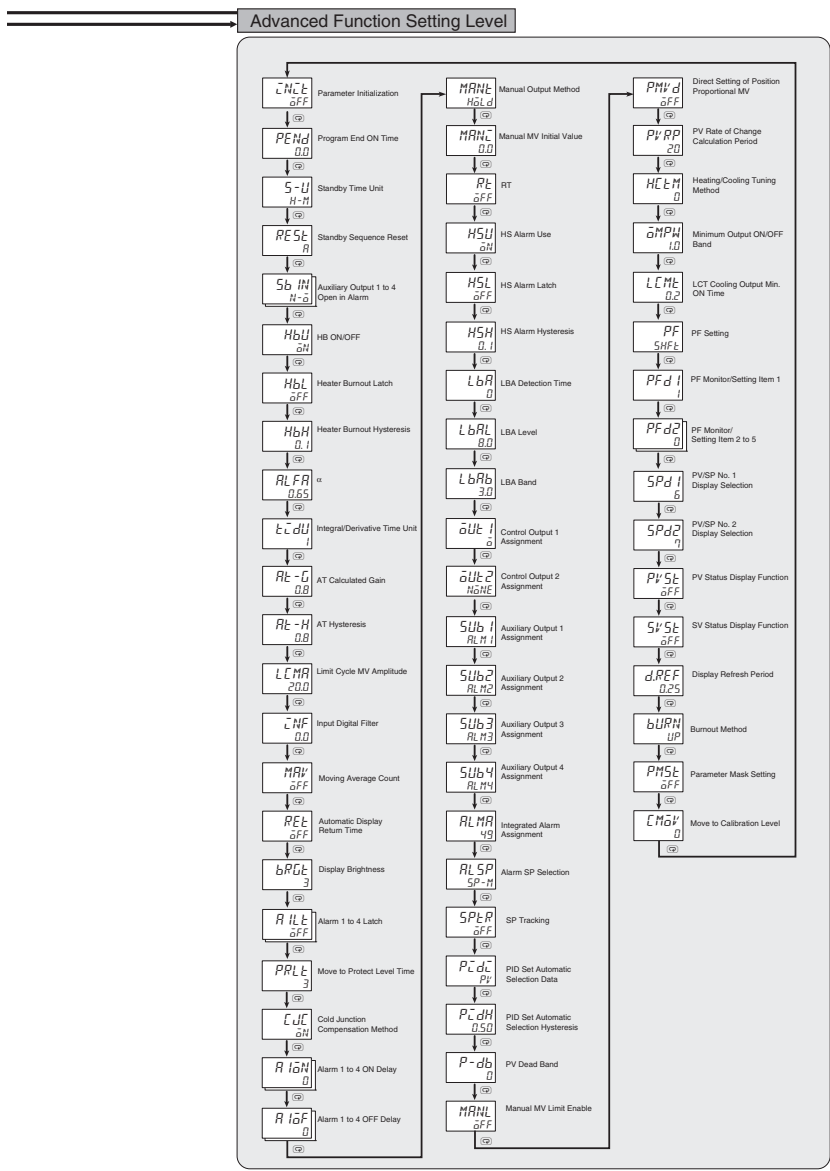 Advanced Function Setting Level
INIT
OFF
Parameter Initialization
PEND
0.0
Program End ON Time
S-U
H-M
Standby Time Unit
REST
A
Standby Sequence Reset
Sb1N
N-o
Auxiliary Output 1 to 4
Open in Alarm
HbU
ON
HB ON/OFF
HbL
OFF
Heater Burnout Latch
HbH
0.1
Heater Burnout Hysteresis
ALFA
0.65
α
tidU
1
Integral/Derivative Time Unit
At-G
0.8
AT Calculated Gain
At-H
0.8
AT Hysteresis
LCMA
20.0
Limit Cycle MV Amplitude
INF
0.0
Input Digital Filter
MAV
OFF
Moving Average Count
REt
OFF
Automatic Display
Return Time
bRGt
3
Display Brightness
A1Lt
OFF
Alarm 1 to 4 Latch
PRLt
3
Move to Protect Level Time
CJC
ON
Cold Junction
Compensation Method
A1ON
0
Alarm 1 to 4 ON Delay
A1OF
0
Alarm 1 to 4 OFF Delay
MANt
HOLd
Manual Output Method
MANI
0.0
Manual MV Initial Value
Rt
OFF
RT
HSU
ON
HS Alarm Use
HSL
OFF
HS Alarm Latch
HSH
0.1
HS Alarm Hysteresis
LbA
0
LBA Detection Time
LbAL
8.0
LBA Level
LbAb
3.0
LBA Band
OUt1
o
Control Output 1
Assignment
OUt2
NONE
Control Output 2
Assignment
SUb1
ALM1
Auxiliary Output 1
Assignment
SUb2
ALM2
Auxiliary Output 2
Assignment
SUb3
ALM3
Auxiliary Output 3
Assignment
SUb4
ALM4
Auxiliary Output 4
Assignment
ALMA
49
Integrated Alarm
Assignment
ALSP
SP-M
Alarm SP Selection
SPtR
OFF
SP Tracking
PidI
PV
PID Set Automatic
Selection Data
PidH
0.50
PID Set Automatic
Selection Hysteresis
P-db
0
PV Dead Band
MANL
OFF
Manual MV Limit Enable
PMVd
OFF
Direct Setting of Position
Proportional MV
PVRP
20
PV Rate of Change
Calculation Period
HCtM
0
Heating/Cooling Tuning
Method
OMPW
1.0
Minimum Output ON/OFF
Band
LCMt
0.2
LCT Cooling Output Min.
ON Time
PF
SHFt
PF Setting
PFd1
1
PF Monitor/Setting Item 1
PFd2
0
PF Monitor/
Setting Item 2 to 5
SPd1
6
PV/SP No. 1
Display Selection
SPd2
7
PV/SP No. 2
Display Selection
PVSt
OFF
PV Status Display Function
SVSt
OFF
SV Status Display Function
d.REF
0.25
Display Refresh Period
bURN
UP
Burnout Method
PMSt
OFF
Parameter Mask Setting
CMOV
0
Move to Calibration Level